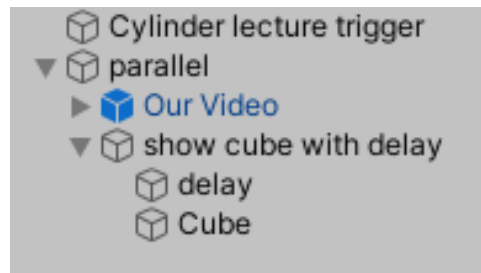 Cylinder lecture trigger
parallel
Our Video
show cube with delay
delay
Cube